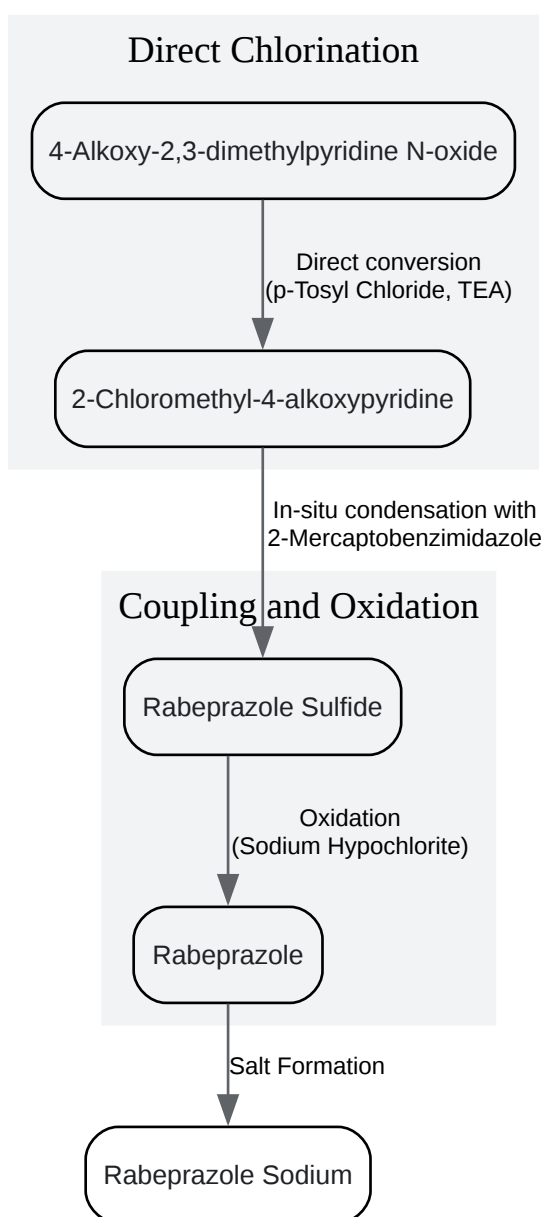 Direct Chlorination
4-Alkoxy-2,3-dimethylpyridine N-oxide
Direct conversion
(p-Tosyl Chloride, TEA)
2-Chloromethyl-4-alkoxypyridine
In-situ condensation with
2-Mercaptobenzimidazole
Coupling and Oxidation
Rabeprazole Sulfide
Oxidation
(Sodium Hypochlorite)
Rabeprazole
Salt Formation
Rabeprazole Sodium